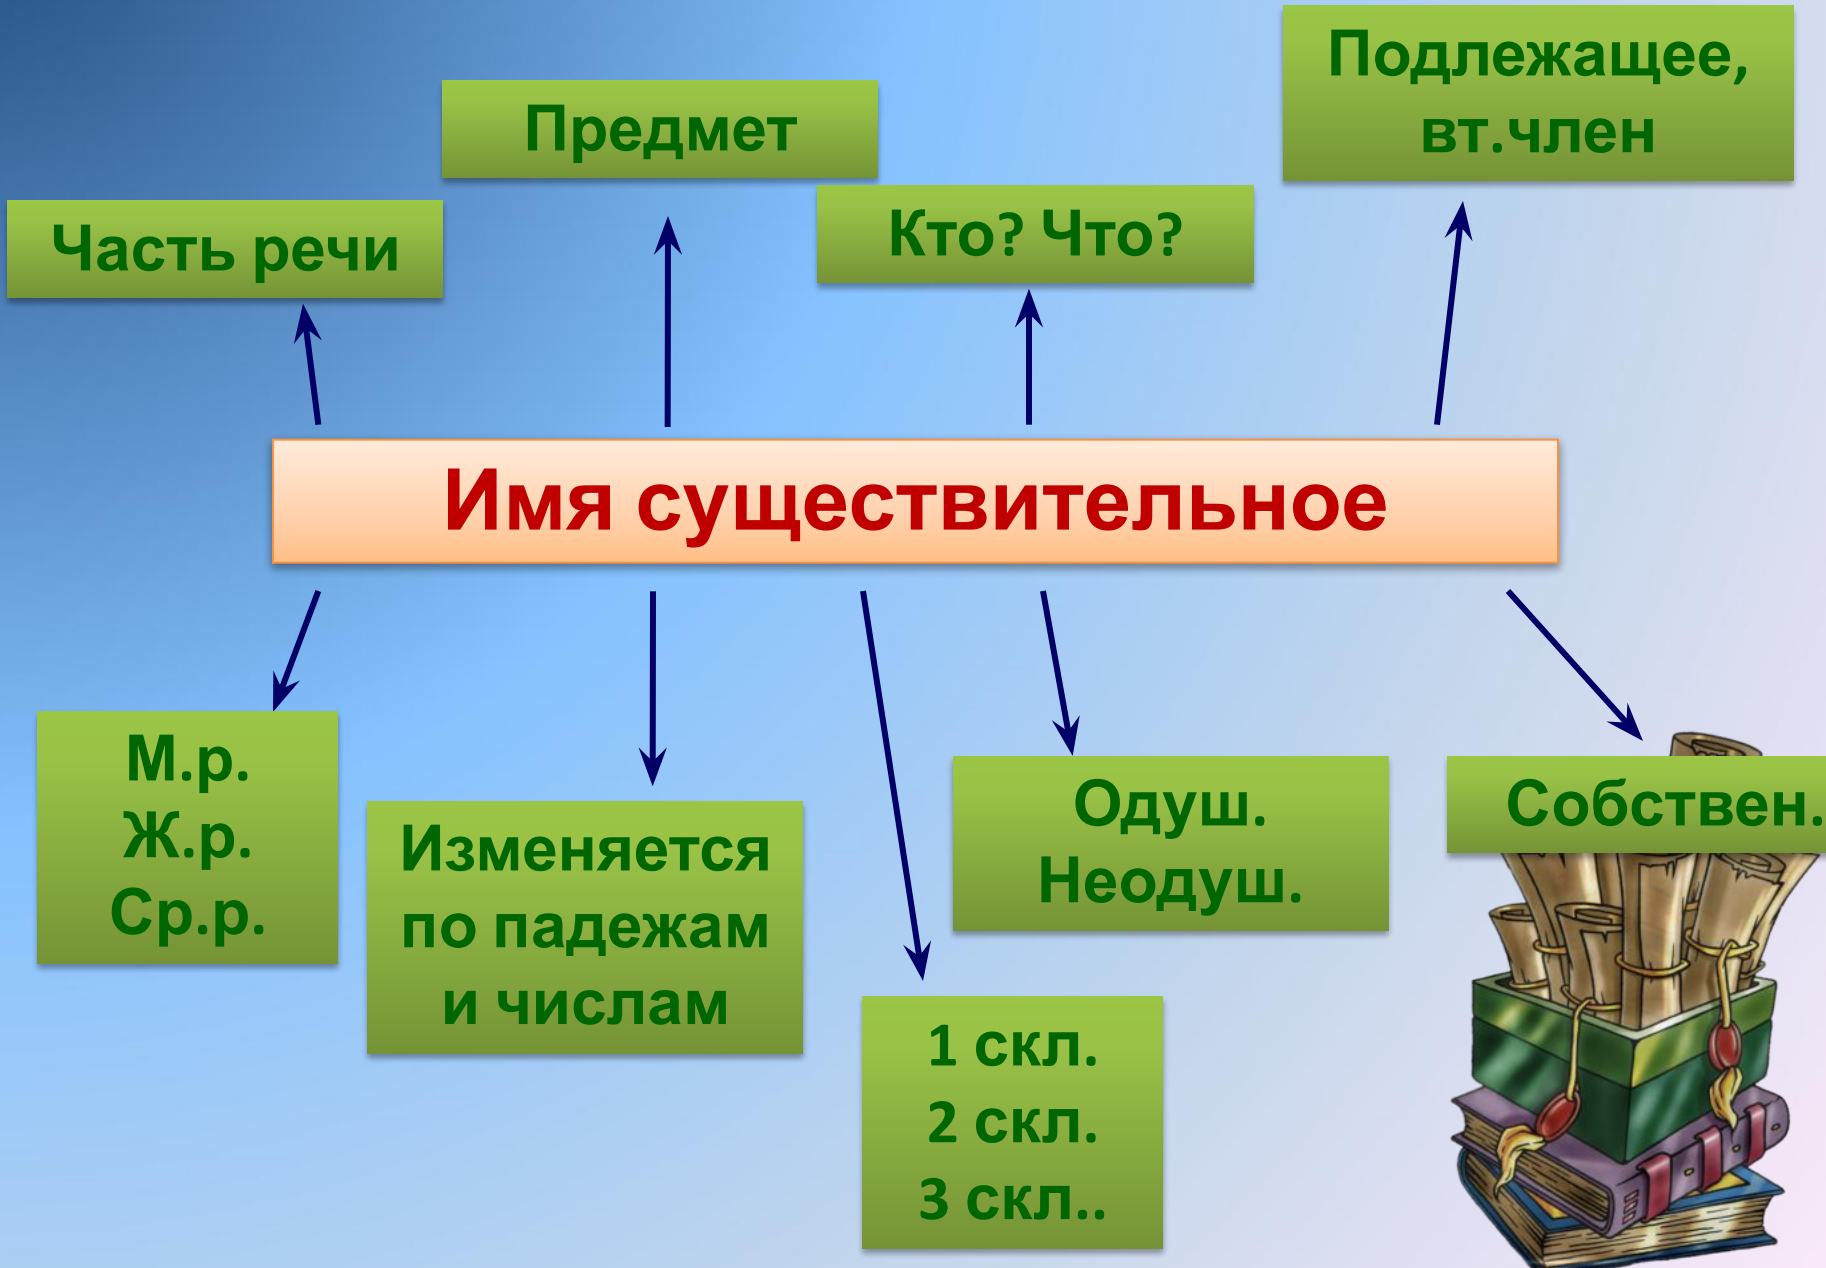 Подлежащее,
вт.член
Предмет
Кто? Что?
Часть речи
Имя существительное
М.р.
Ж.р.
Ср.р.
Изменяется
по падежам
и числам
1 скл.
2 скл.
3 скл..
Одуш.
Неодуш.
Собствен.